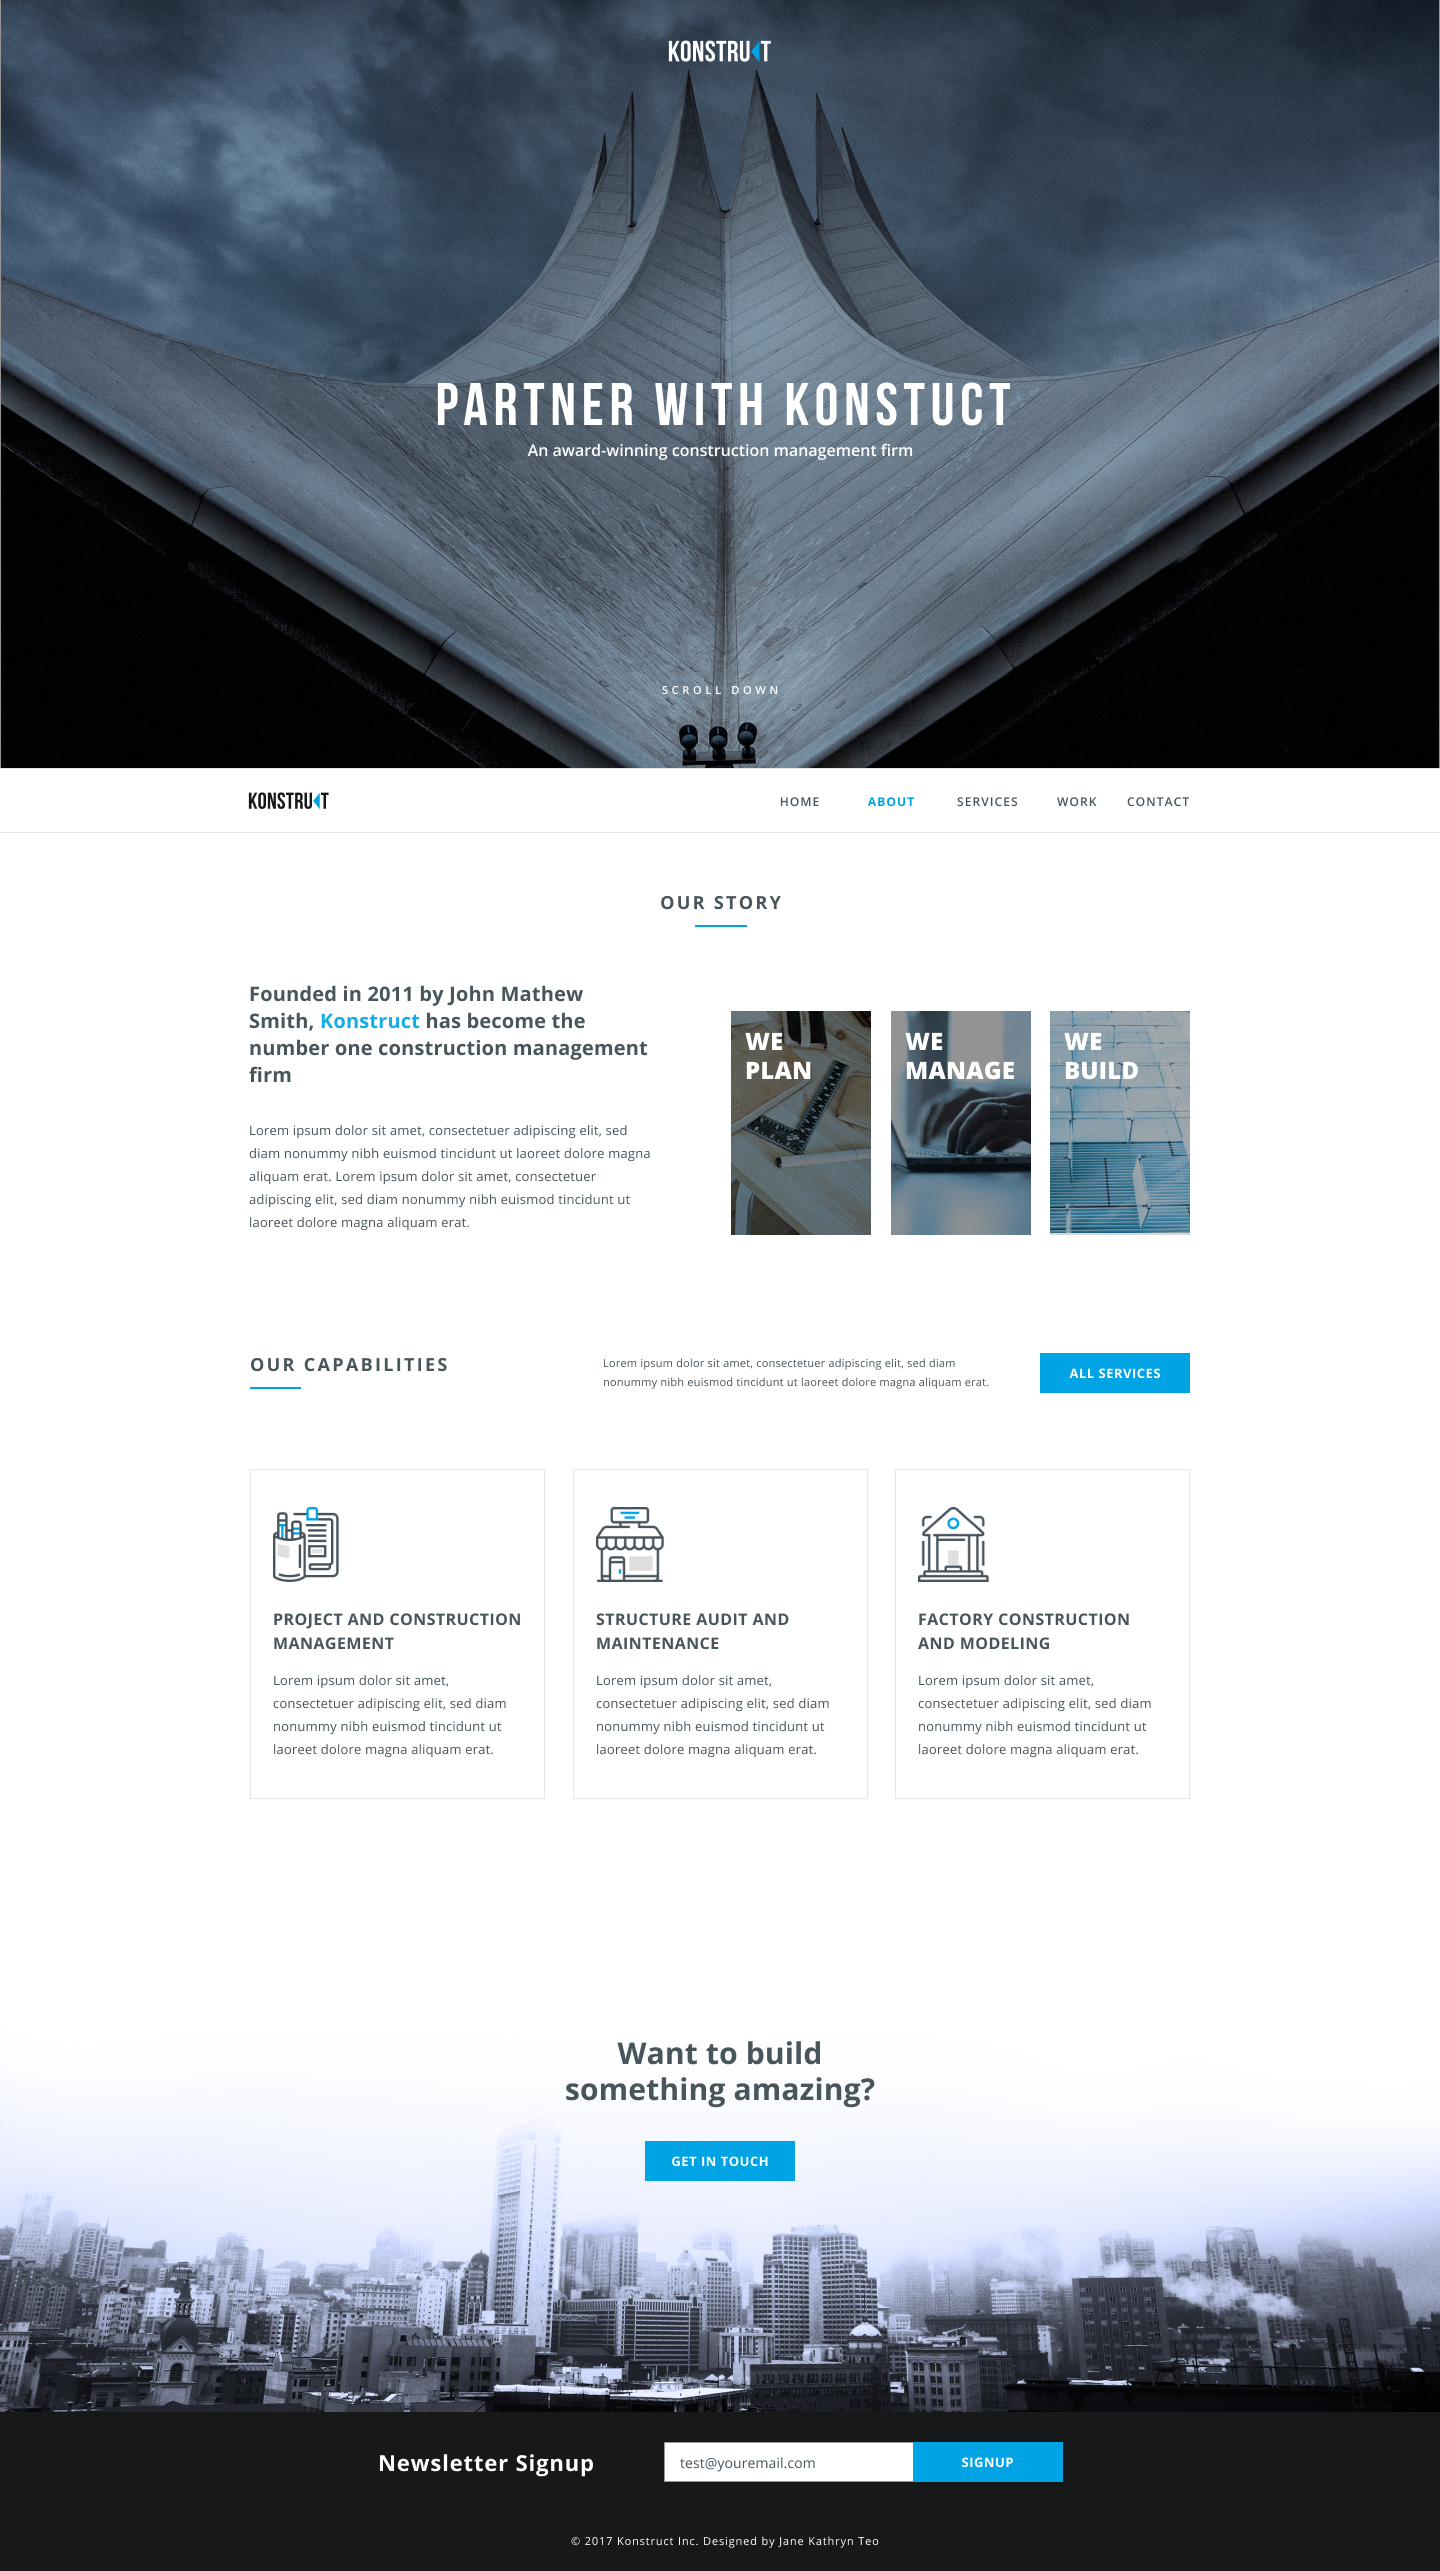 KONSTRUCT
PARTNER WITH KONSTUCT
An award-winning construction management firm
SCROLL DOWN
KONSTRUCT
HOME ABOUT SERVICES WORK CONTACT
OUR STORY
Founded in 2011 by John Mathew
Smith, Konstruct has become the
number one construction management
firm
Lorem ipsum dolor sit amet, consectetuer adipiscing elit, sed
diam nonummy nibh euismod tincidunt ut laoreet dolore magna
aliquam erat. Lorem ipsum dolor sit amet, consectetuer
adipiscing elit, sed diam nonummy nibh euismod tincidunt ut
laoreet dolore magna aliquam erat.
WE
PLAN
WE
MANAGE
WE
BUILD
OUR CAPABILITIES
Lorem ipsum dolor sit amet, consectetuer adipiscing elit, sed diam
nonummy nibh euismod tincidunt ut laoreet dolore magna aliquam erat.
ALL SERVICES
PROJECT AND CONSTRUCTION
MANAGEMENT
Lorem ipsum dolor sit amet,
consectetuer adipiscing elit, sed diam
nonummy nibh euismod tincidunt ut
laoreet dolore magna aliquam erat.
STRUCTURE AUDIT AND
MAINTENANCE
Lorem ipsum dolor sit amet,
consectetuer adipiscing elit, sed diam
nonummy nibh euismod tincidunt ut
laoreet dolore magna aliquam erat.
FACTORY CONSTRUCTION
AND MODELING
Lorem ipsum dolor sit amet,
consectetuer adipiscing elit, sed diam
nonummy nibh euismod tincidunt ut
laoreet dolore magna aliquam erat.
Want to build
something amazing?
GET IN TOUCH
Newsletter Signup
test@youremail.com
SIGNUP
© 2017 Konstruct Inc. Designed by Jane Kathryn Teo